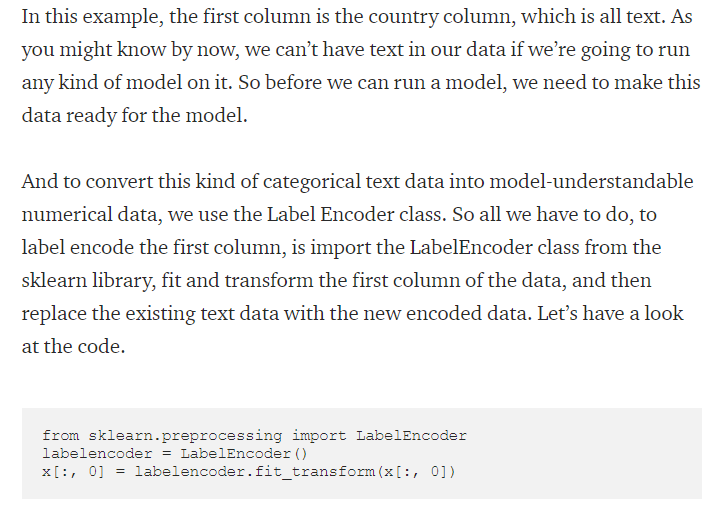 In this example, the first column is the country column, which is all text. As
you might know by now, we can’t have text in our data if we’re going to run
any kind of model on it. So before we can run a model, we need to make this
data ready for the model.
And to convert this kind of categorical text data into model-understandable
numerical data, we use the Label Encoder class. So all we have to do, to
label encode the first column, is import the LabelEncoder class from the
sklearn library, fit and transform the first column of the data, and then
replace the existing text data with the new encoded data. Let’s have a look
at the code.
from sklearn.preprocessing import LabelEncoder
labelencoder = LabelEncoder()
x[:, 0] = labelencoder.fit_transform(x[:, 0])